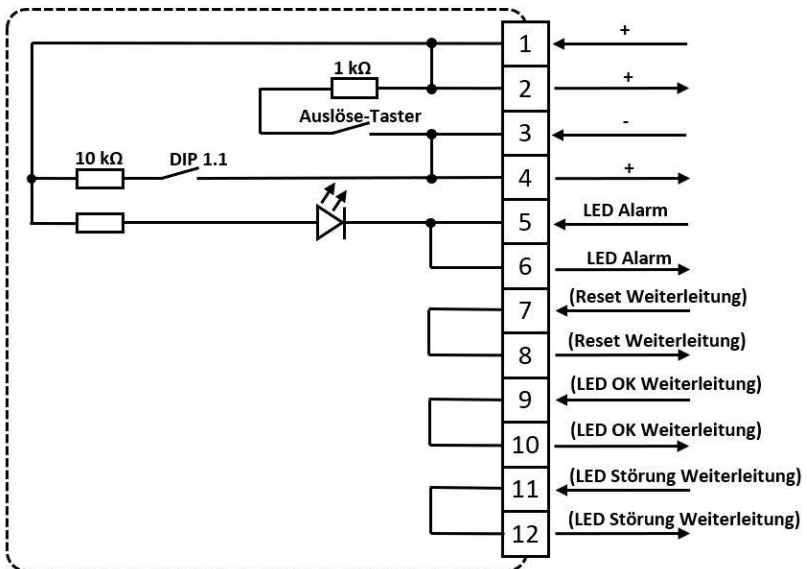 1 +
1 kΩ
2 +
Auslöse-Taster
3 -
10 kΩ DIP 1.1
4 +
5 LED Alarm
6 LED Alarm
7 (Reset Weiterleitung)
8 (Reset Weiterleitung)
9 (LED OK Weiterleitung)
10 (LED OK Weiterleitung)
11 (LED Störung Weiterleitung)
12 (LED Störung Weiterleitung)